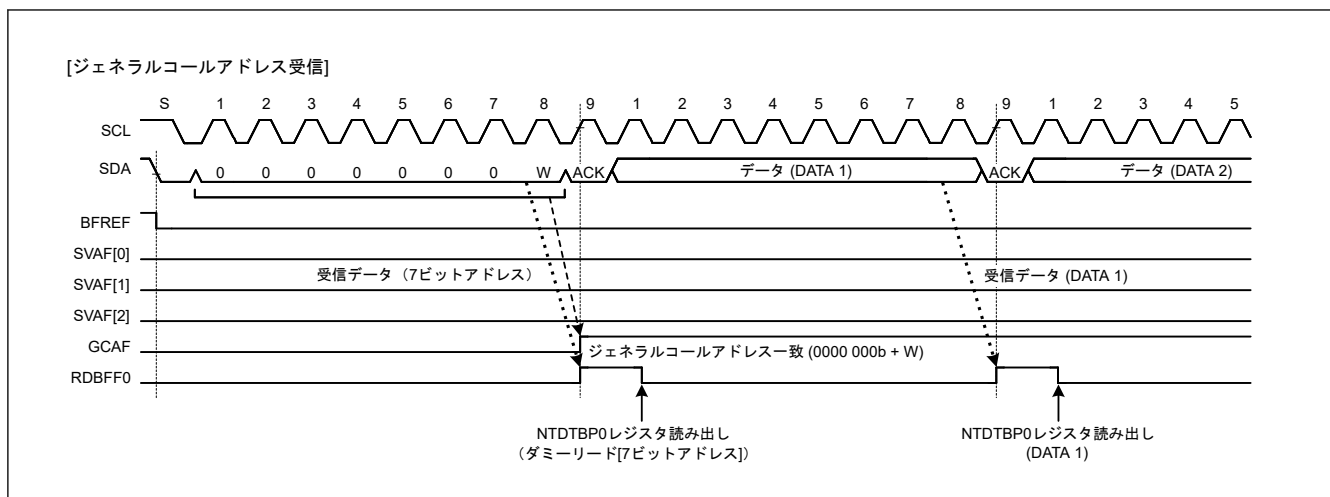 [ジェネラルコールアドレス受信]
S 1 2 3 4 5 6 7 8 9 1 2 3 4 5 6 7 8 9 1 2 3 4 5
SCL
SDA 0 0 0 0 0 0 0 W ACK データ (DATA 1) ACK データ (DATA 2)
BFREF
SVAF[0]
受信データ（7ビットアドレス） 受信データ (DATA 1)
SVAF[1]
SVAF[2]
GCAF
ジェネラルコールアドレス一致 (0000 000b + W)
RDBFF0
NTDTBP0レジスタ読み出し
（ダミーリード[7ビットアドレス]）
NTDTBP0レジスタ読み出し
(DATA 1)